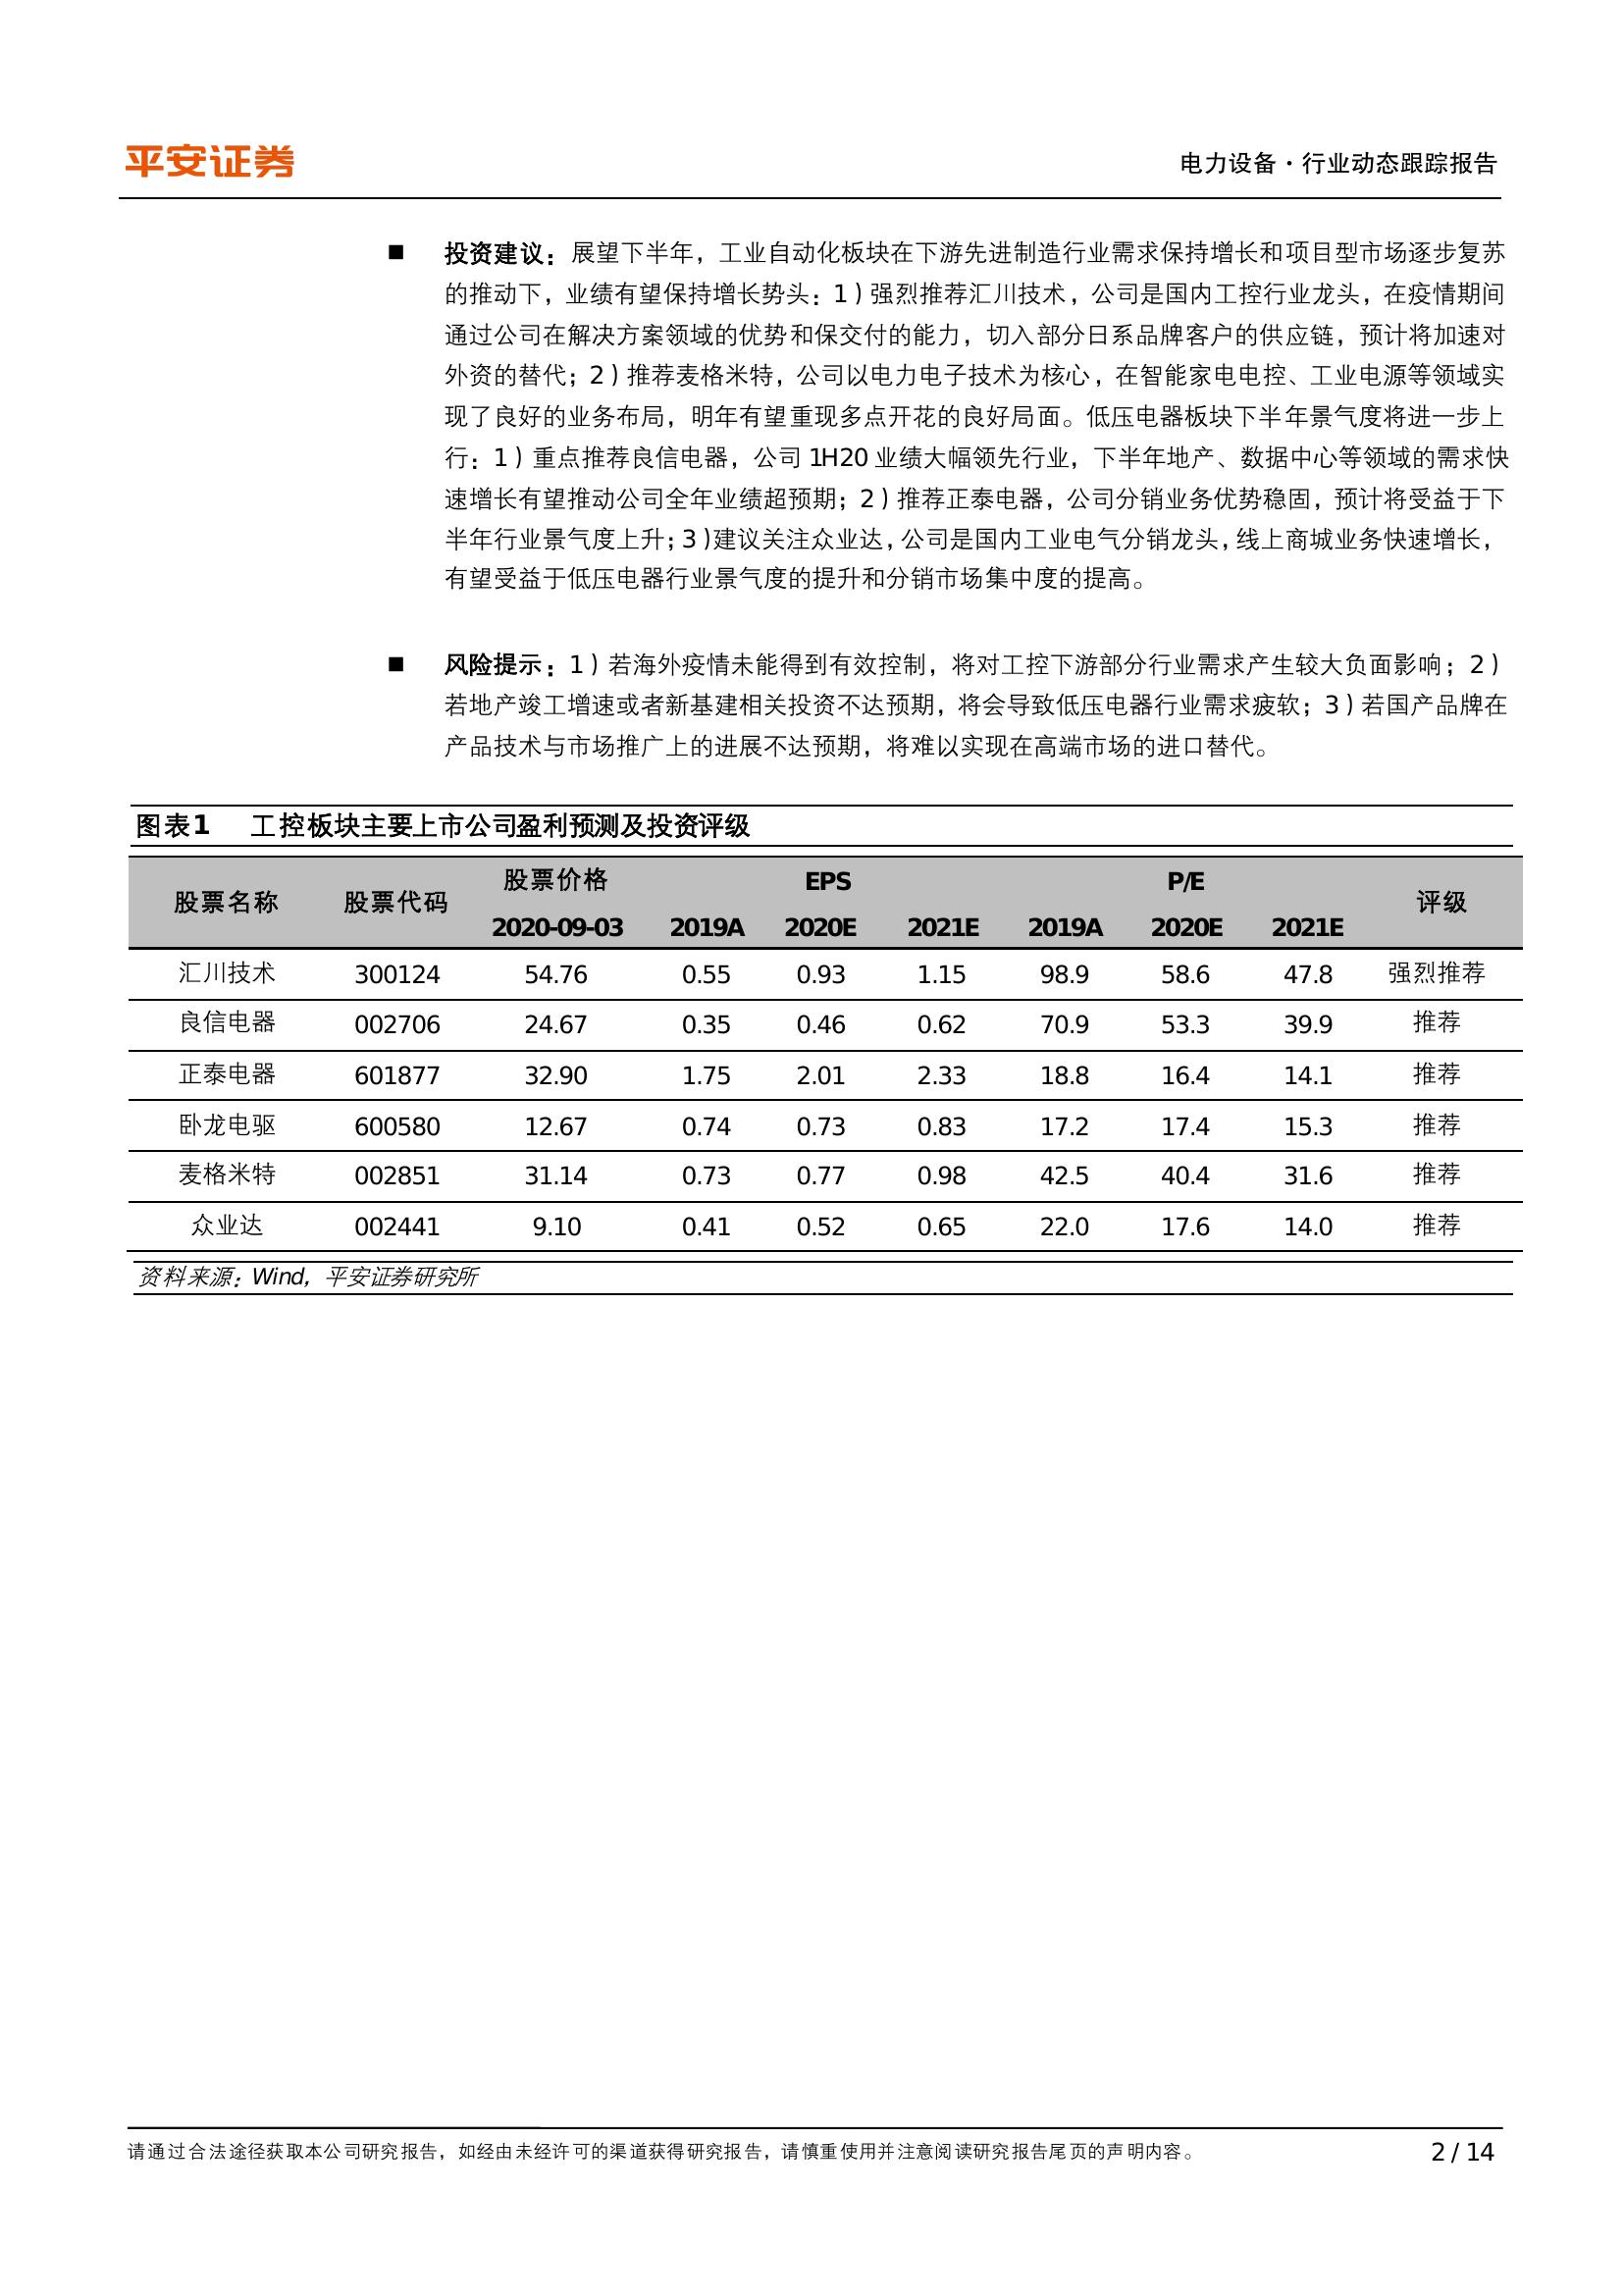 平安证券
电力设备·行业动态跟踪报告
■ 投资建议：展望下半年，工业自动化板块在下游先进制造行业需求保持增长和项目型市场逐步复苏
的推动下，业绩有望保持增长势头：1）强烈推荐汇川技术，公司是国内工控行业龙头，在疫情期间
通过公司在解决方案领域的优势和保交付的能力，切入部分日系品牌客户的供应链，预计将加速对
外资的替代；2）推荐麦格米特，公司以电力电子技术为核心，在智能家电电控、工业电源等领域实
现了良好的业务布局，明年有望重现多点开花的良好局面。低压电器板块下半年景气度将进一步上
行：1）重点推荐良信电器，公司 1H20 业绩大幅领先行业，下半年地产、数据中心等领域的需求快
速增长有望推动公司全年业绩超预期；2）推荐正泰电器，公司分销业务优势稳固，预计将受益于下
半年行业景气度上升；3）建议关注众业达，公司是国内工业电气分销龙头，线上商城业务快速增长，
有望受益于低压电器行业景气度的提升和分销市场集中度的提高。
■ 风险提示：1）若海外疫情未能得到有效控制，将对工控下游部分行业需求产生较大负面影响；2）
若地产竣工增速或者新基建相关投资不达预期，将会导致低压电器行业需求疲软；3）若国产品牌在
产品技术与市场推广上的进展不达预期，将难以实现在高端市场的进口替代。
图表1 工控板块主要上市公司盈利预测及投资评级
股票名称 股票代码 股票价格 EPS P/E 评级
2020-09-03 2019A 2020E 2021E 2019A 2020E 2021E
汇川技术 300124 54.76 0.55 0.93 1.15 98.9 58.6 47.8 强烈推荐
良信电器 002706 24.67 0.35 0.46 0.62 70.9 53.3 39.9 推荐
正泰电器 601877 32.90 1.75 2.01 2.33 18.8 16.4 14.1 推荐
卧龙电驱 600580 12.67 0.74 0.73 0.83 17.2 17.4 15.3 推荐
麦格米特 002851 31.14 0.73 0.77 0.98 42.5 40.4 31.6 推荐
众业达 002441 9.10 0.41 0.52 0.65 22.0 17.6 14.0 推荐
资料来源：Wind，平安证券研究所
请通过合法途径获取本公司研究报告，如经由未经许可的渠道获得研究报告，请慎重使用并注意阅读研究报告尾页的声明内容。
2 / 14